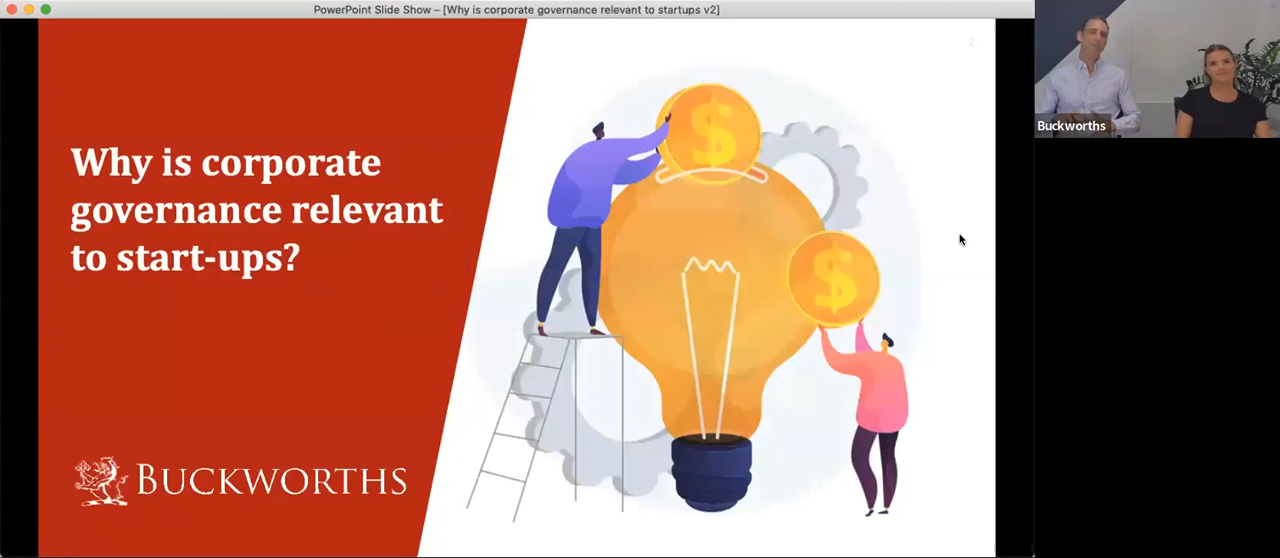 PowerPoint Slide Show – [Why is corporate governance relevant to startups v2]
2
Why is corporate
governance relevant
to start-ups?
$
$
BUCKWORTHS
Buckworths